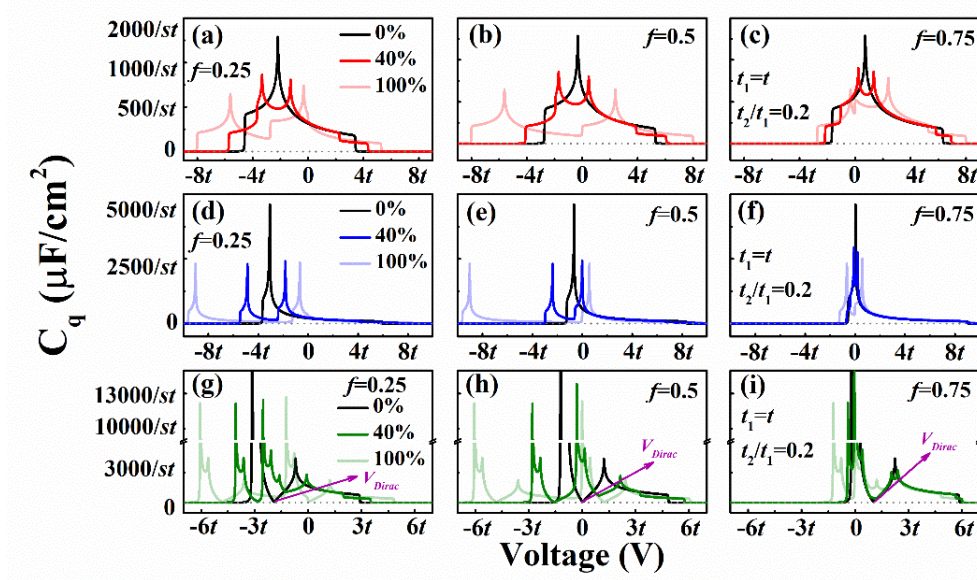 C_q (μF/cm²)
2000/st
1000/st
500/st
0
(a)
f=0.25
0%
40%
100%
-8t -4t 0 4t 8t
(b)
f=0.5
-8t -4t 0 4t 8t
(c)
f=0.75
t₁=t
t₂/t₁=0.2
-8t -4t 0 4t 8t
5000/st
2500/st
0
(d)
f=0.25
0%
40%
100%
-8t -4t 0 4t 8t
(e)
f=0.5
-8t -4t 0 4t 8t
(f)
f=0.75
t₁=t
t₂/t₁=0.2
-8t -4t 0 4t 8t
13000/st
10000/st
3000/st
0
(g)
f=0.25
0%
40%
100%
V_Dirac
-6t -3t 0 3t 6t
(h)
f=0.5
V_Dirac
-6t -3t 0 3t 6t
(i)
f=0.75
t₁=t
t₂/t₁=0.2
V_Dirac
-6t -3t 0 3t 6t
Voltage (V)